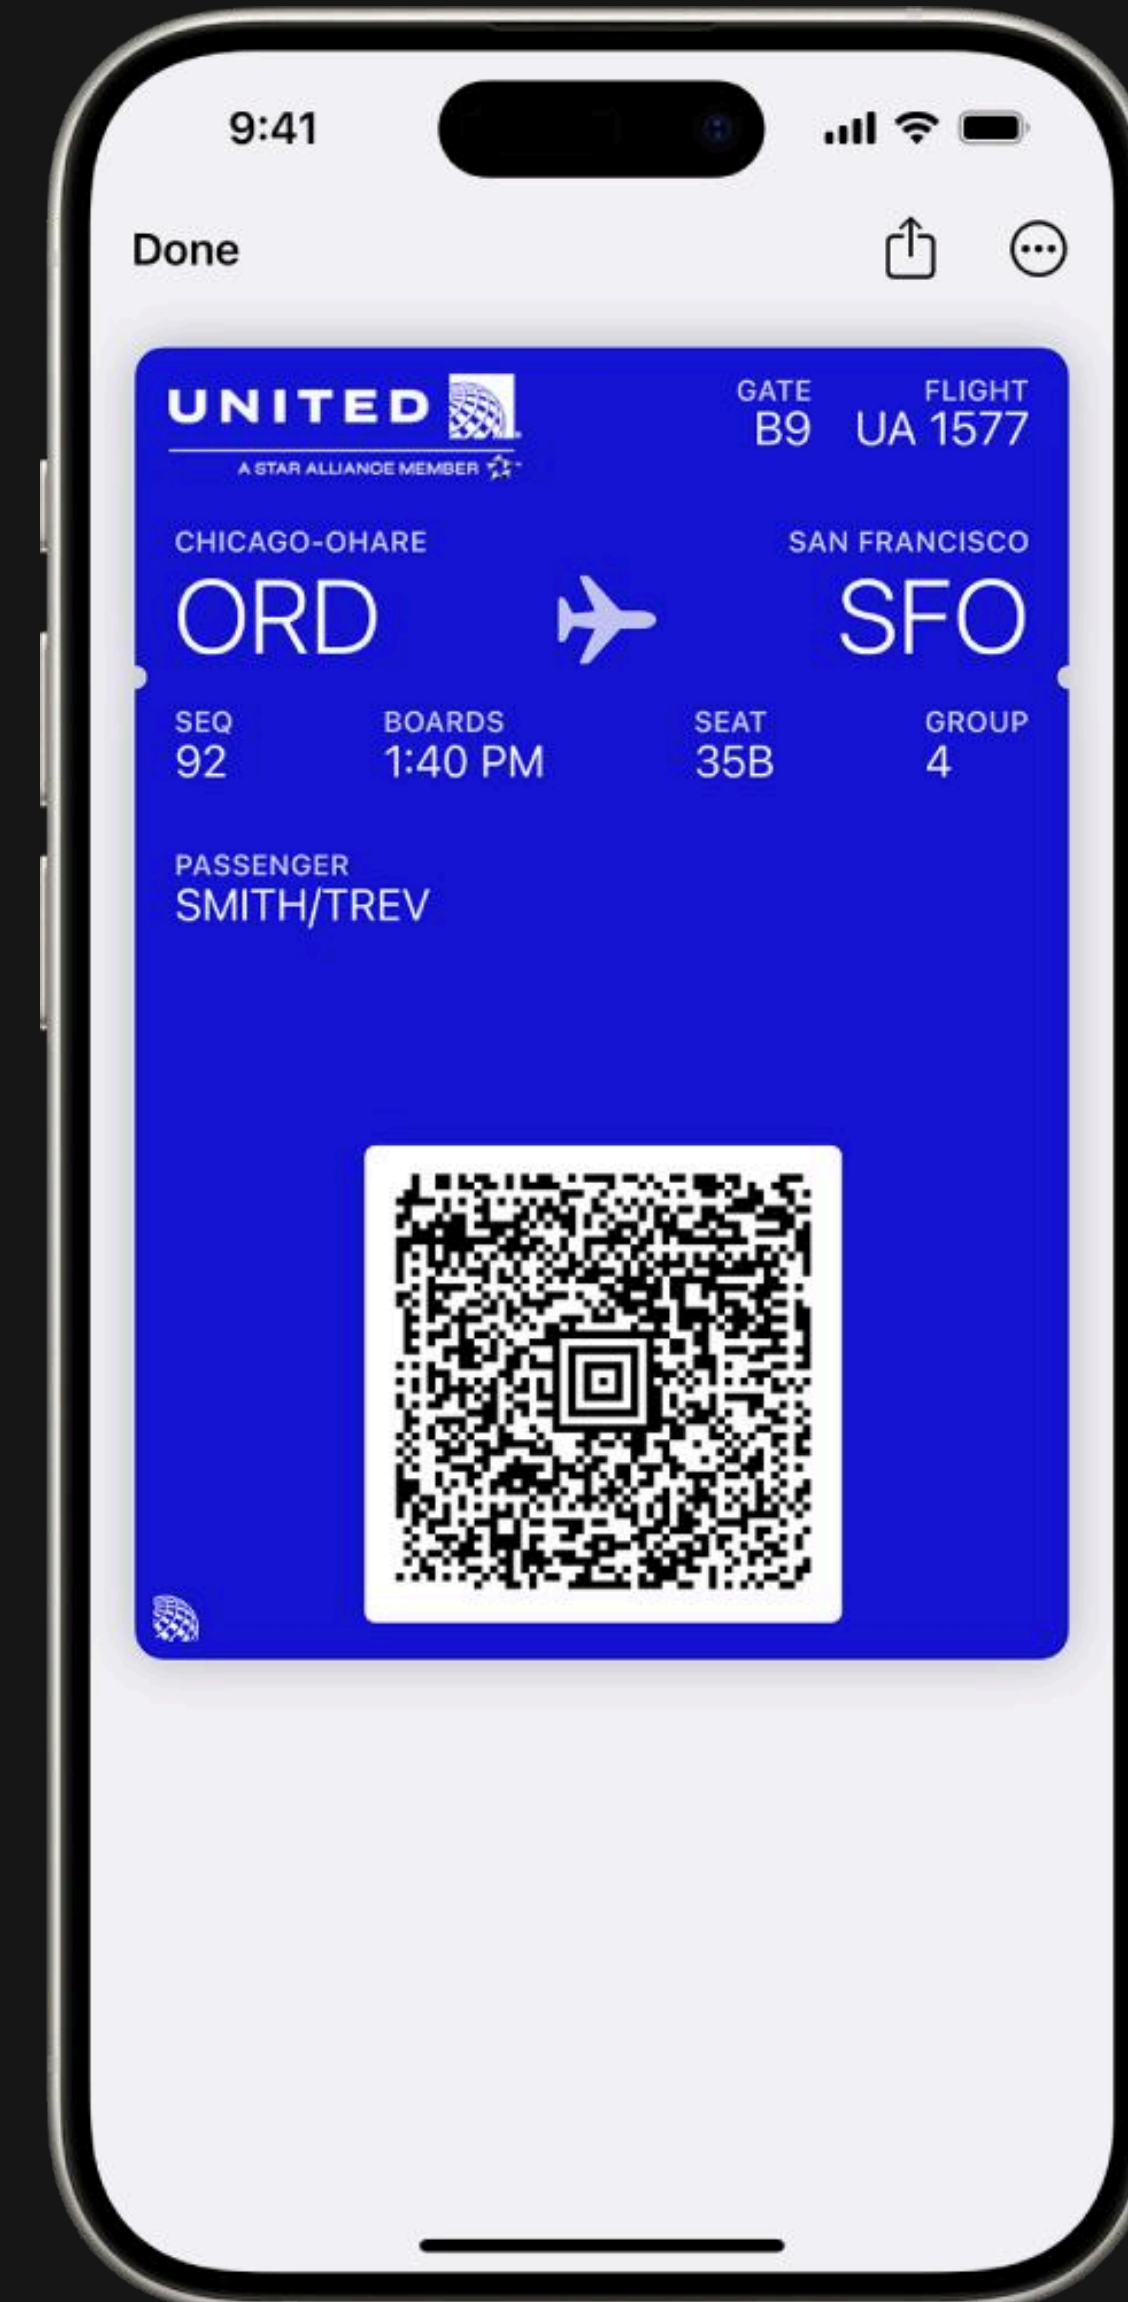 9:41
Done
UNITED
A STAR ALLIANCE MEMBER
GATE FLIGHT
B9 UA 1577
CHICAGO-OHARE SAN FRANCISCO
ORD SFO
SEQ BOARDS SEAT GROUP
92 1:40 PM 35B 4
PASSENGER
SMITH/TREV